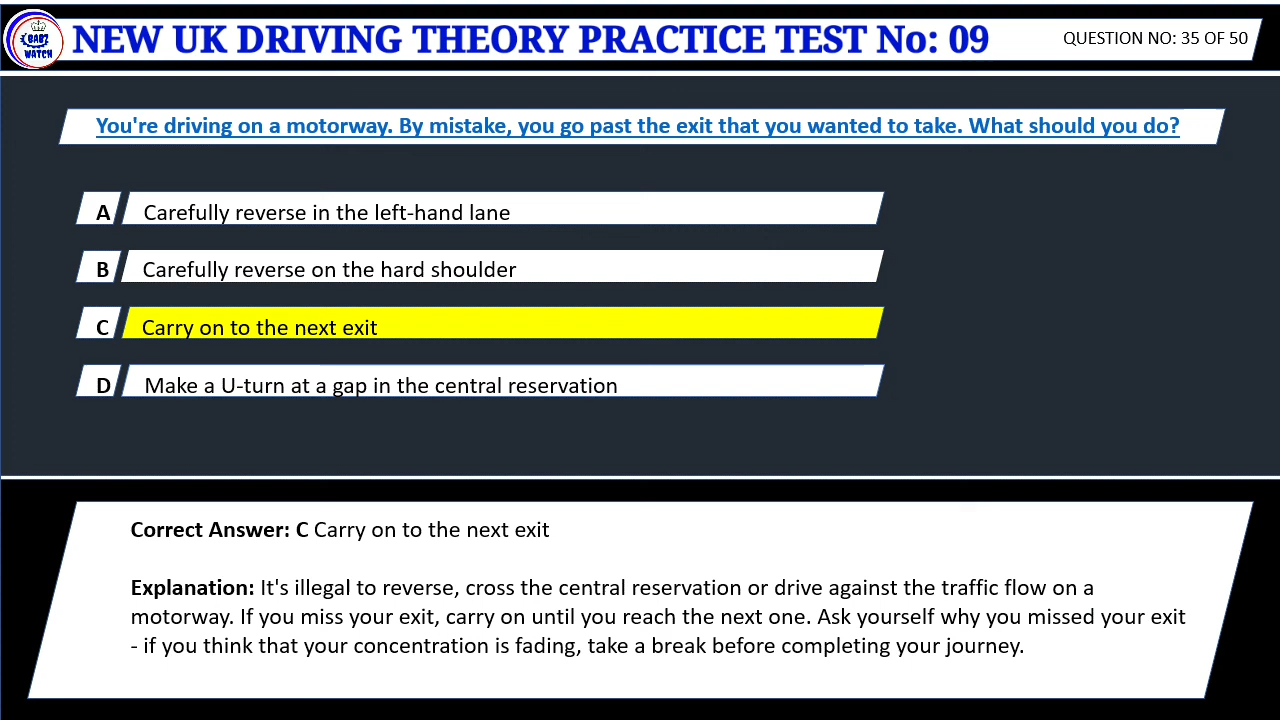 BABZ
WATCH
NEW UK DRIVING THEORY PRACTICE TEST No: 09
QUESTION NO: 35 OF 50
You're driving on a motorway. By mistake, you go past the exit that you wanted to take. What should you do?
A Carefully reverse in the left-hand lane
B Carefully reverse on the hard shoulder
C Carry on to the next exit
D Make a U-turn at a gap in the central reservation
Correct Answer: C Carry on to the next exit
Explanation: It's illegal to reverse, cross the central reservation or drive against the traffic flow on a
motorway. If you miss your exit, carry on until you reach the next one. Ask yourself why you missed your exit
- if you think that your concentration is fading, take a break before completing your journey.